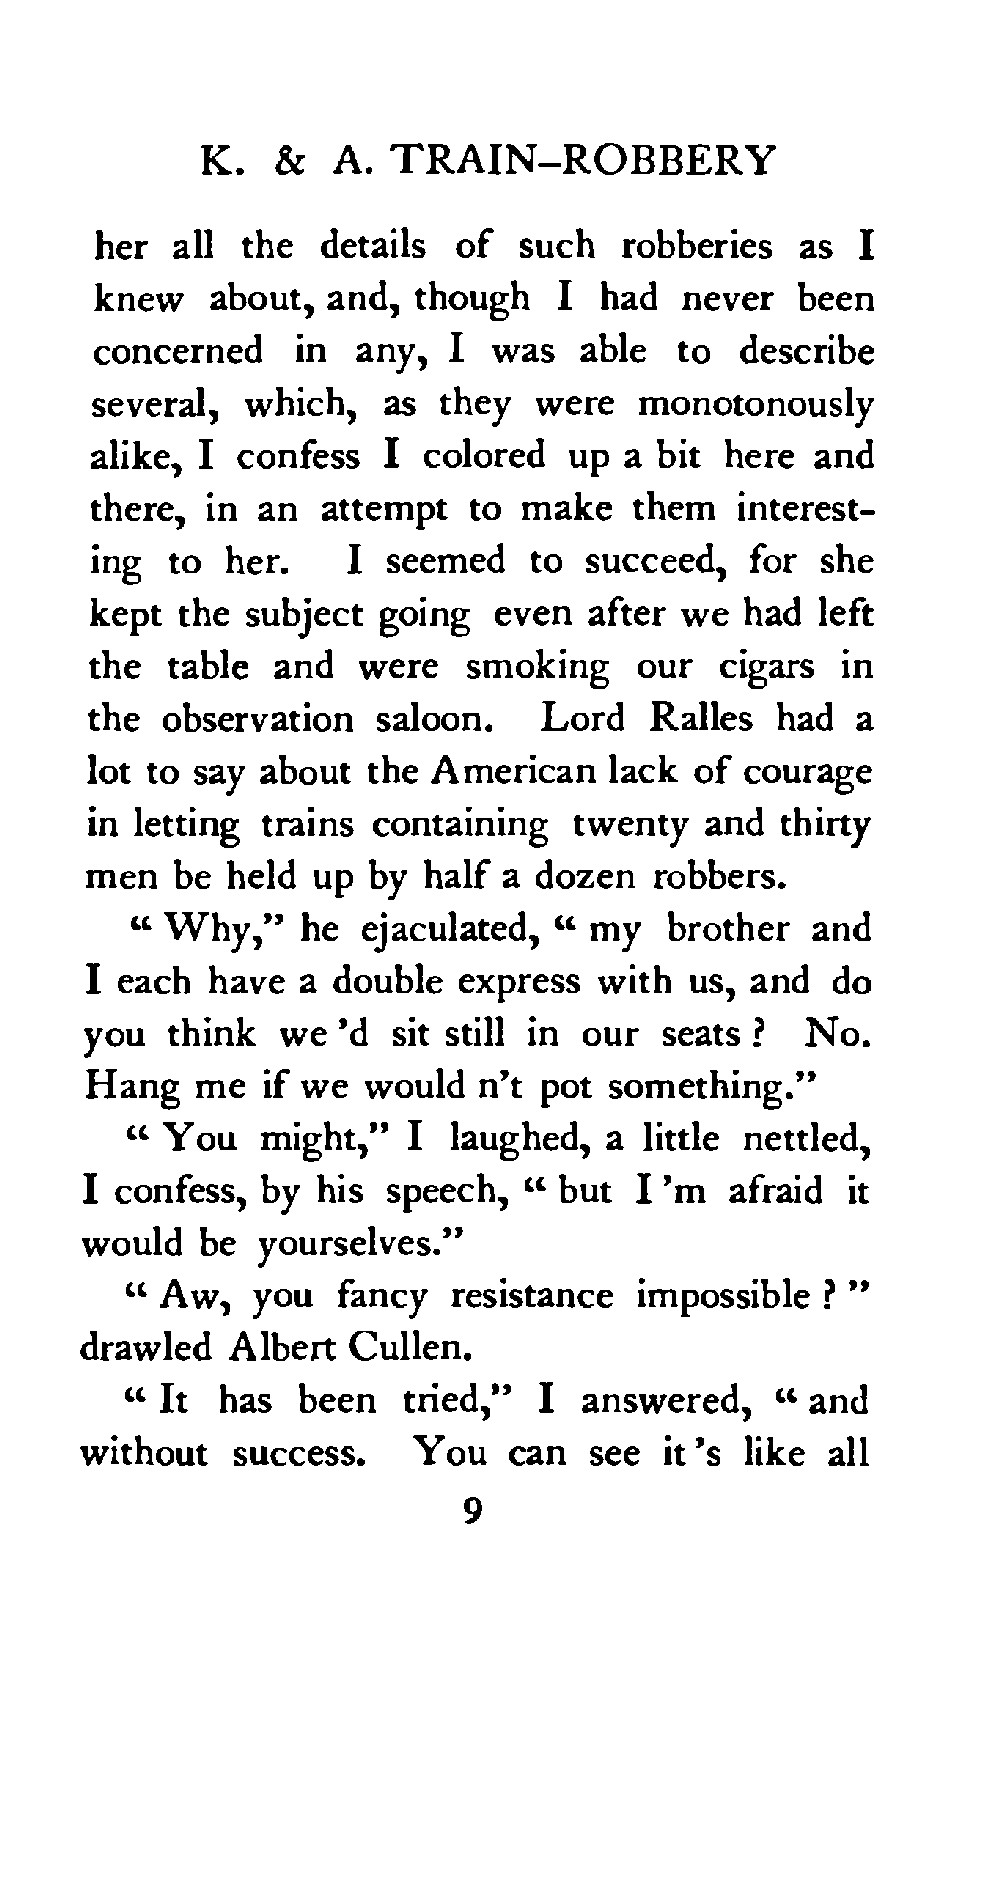 K. & A. TRAIN-ROBBERY
her all the details of such robberies as I
knew about, and, though I had never been
concerned in any, I was able to describe
several, which, as they were monotonously
alike, I confess I colored up a bit here and
there, in an attempt to make them interest-
ing to her. I seemed to succeed, for she
kept the subject going even after we had left
the table and were smoking our cigars in
the observation saloon. Lord Ralles had a
lot to say about the American lack of courage
in letting trains containing twenty and thirty
men be held up by half a dozen robbers.
“ Why,” he ejaculated, “ my brother and
I each have a double express with us, and do
you think we 'd sit still in our seats ? No.
Hang me if we would n't pot something.”
“ You might,” I laughed, a little nettled,
I confess, by his speech, “ but I 'm afraid it
would be yourselves.”
“ Aw, you fancy resistance impossible ? ”
drawled Albert Cullen.
“ It has been tried,” I answered, “ and
without success. You can see it 's like all
9